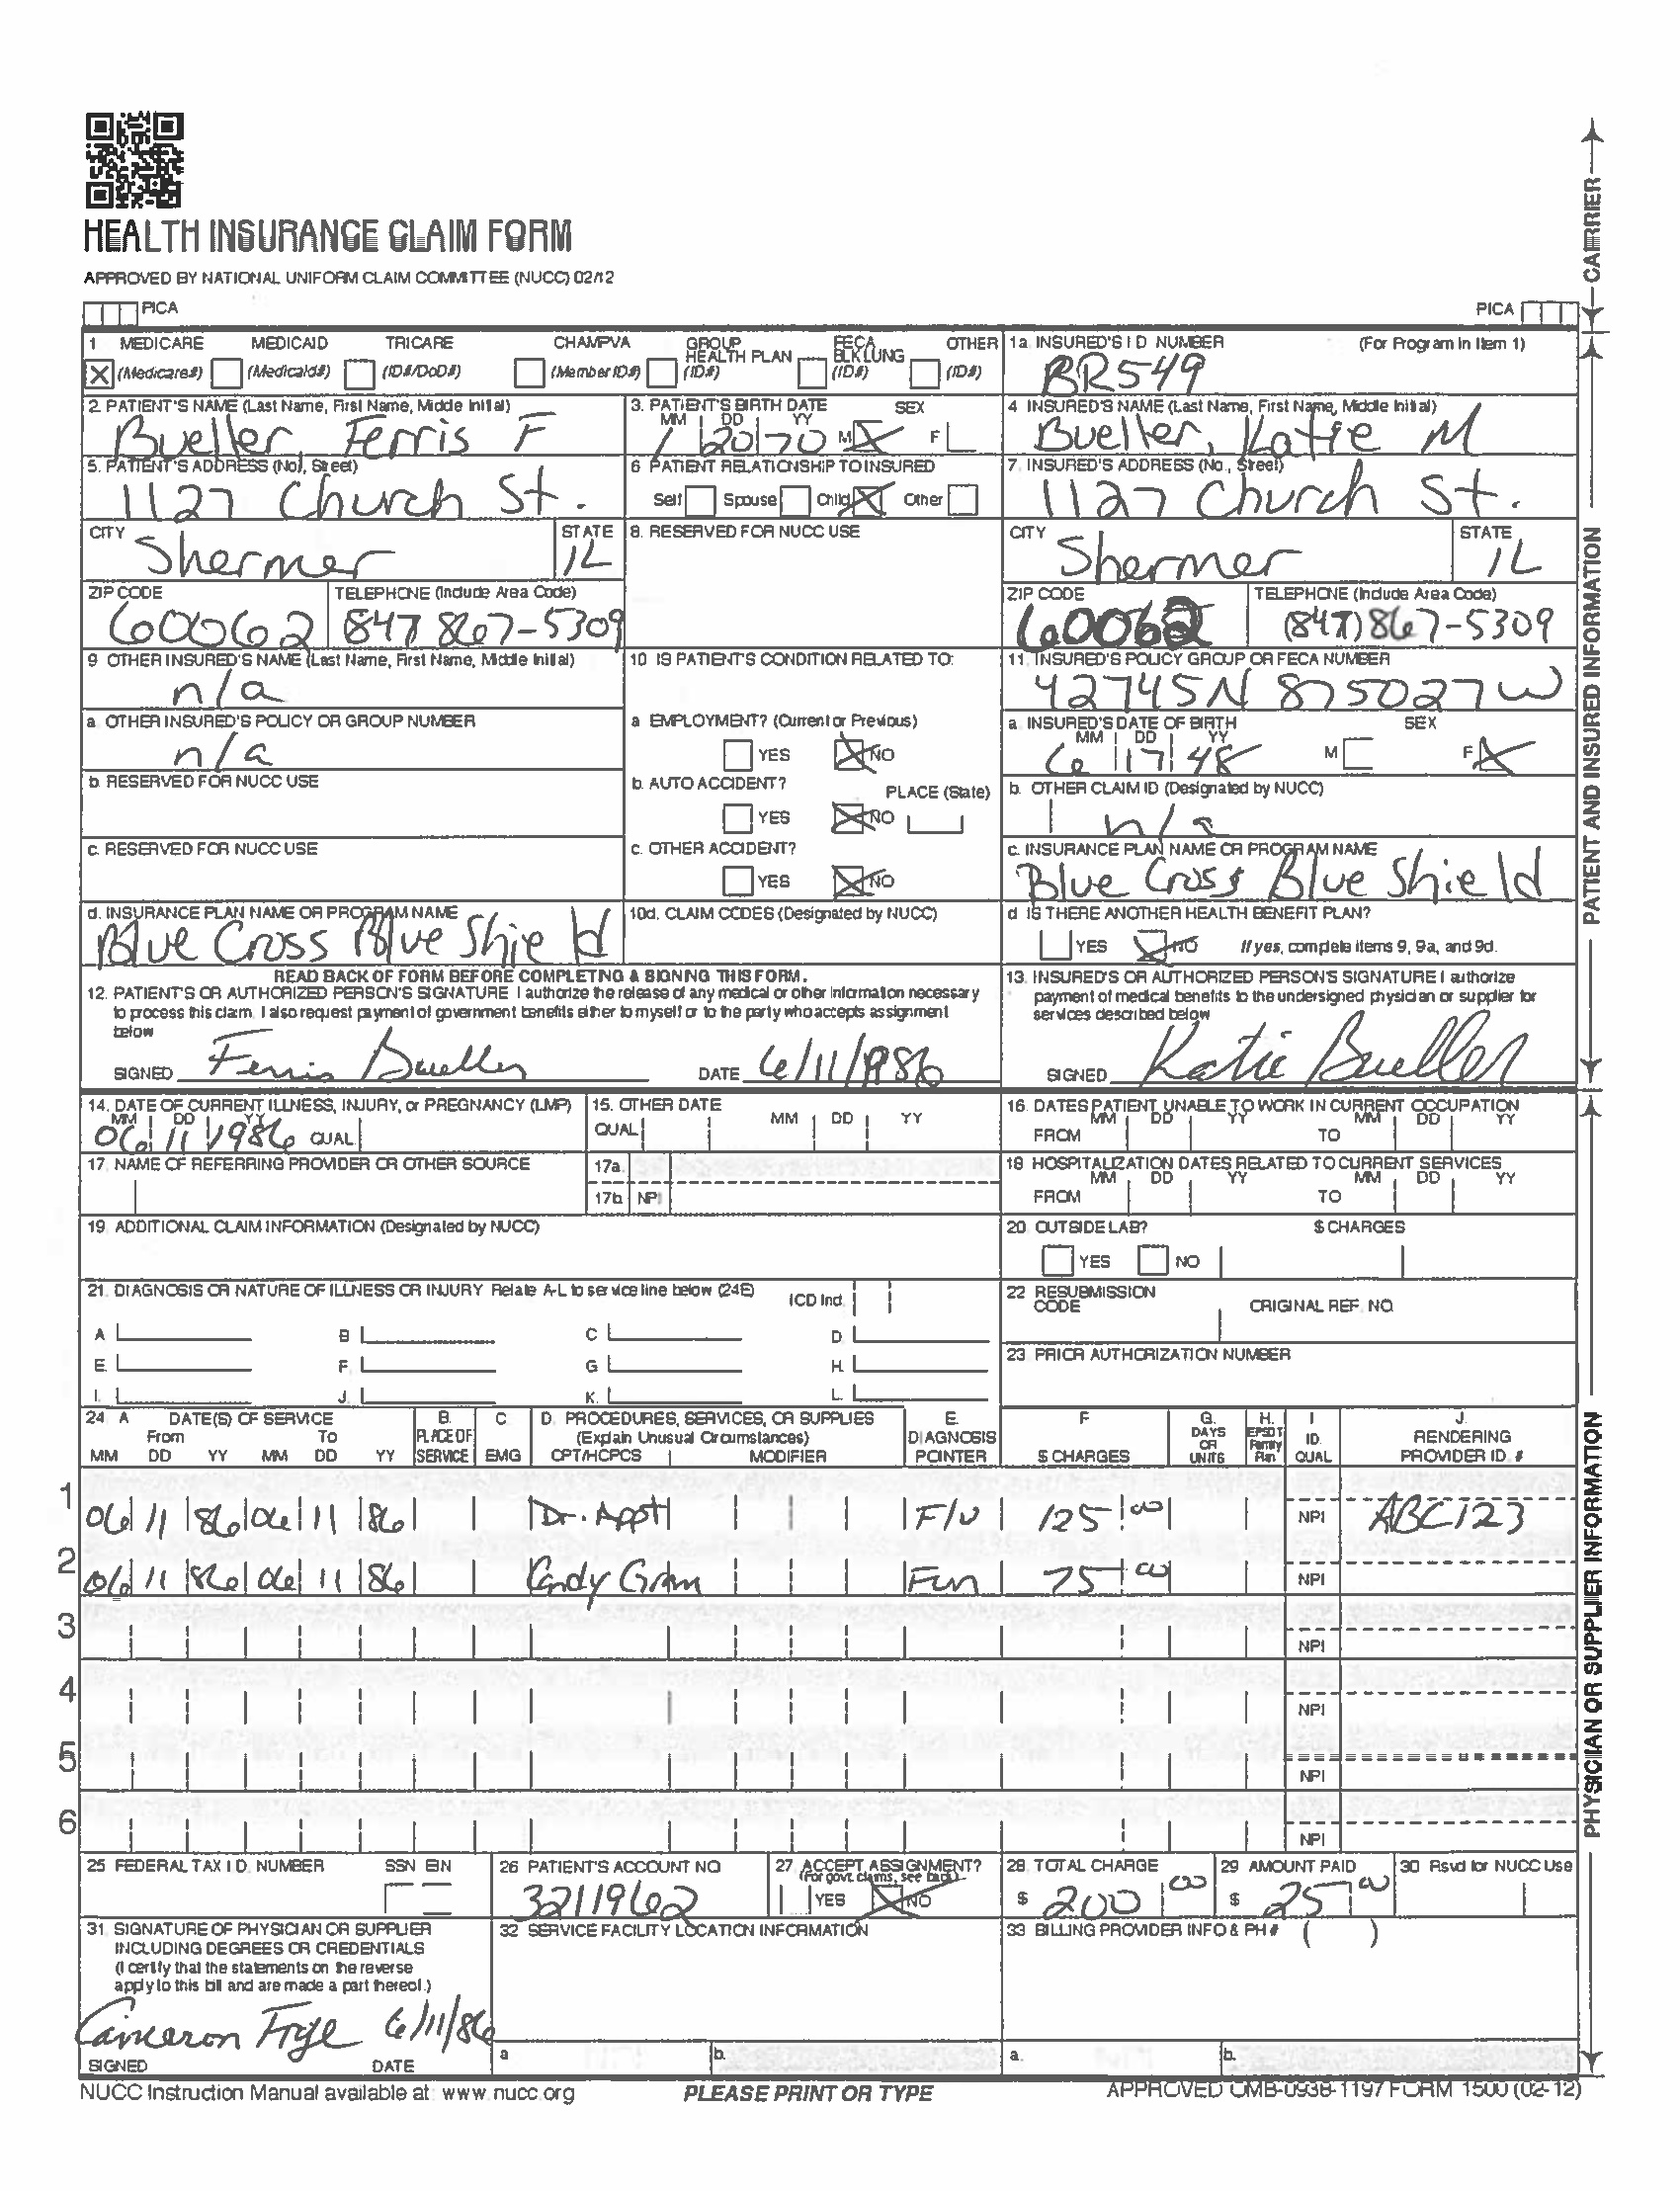 HEALTH INSURANCE CLAIM FORM
APPROVED BY NATIONAL UNIFORM CLAIM COMMITTEE (NUCC) 02/12
PICA PICA
CARRIER
1 MEDICARE MEDICAID TRICARE CHAMPVA GROUP HEALTH PLAN FECA BLK LUNG OTHER
X (Medicare#) (Medicaid#) (ID#/DoD#) (Member ID#) (ID#) (ID#) (ID#)
1a. INSURED'S I D NUMBER (For Program in Item 1)
BR549
2. PATIENT'S NAME (Last Name, First Name, Middle Initial)
Bueller, Ferris F
3. PATIENT'S BIRTH DATE SEX
MM DD YY
1 20 70 M X F
4 INSURED'S NAME (Last Name, First Name, Middle Initial)
Bueller, Katie M
5. PATIENT'S ADDRESS (No), Street)
1127 Church St.
6 PATIENT RELATIONSHIP TO INSURED
Self Spouse Child X Other
7. INSURED'S ADDRESS (No., Street)
1127 Church St.
CITY STATE
Shermer IL
8. RESERVED FOR NUCC USE
CITY STATE
Shermer IL
ZIP CODE TELEPHONE (Include Area Code)
60062 847 867-5309
ZIP CODE TELEPHONE (Include Area Code)
60062 (847) 867-5309
9 OTHER INSURED'S NAME (Last Name, First Name, Middle Initial)
n/a
10 IS PATIENT'S CONDITION RELATED TO:
11. INSURED'S POLICY GROUP OR FECA NUMBER
42745N 875027W
a. OTHER INSURED'S POLICY OR GROUP NUMBER
n/a
a EMPLOYMENT? (Current or Previous)
YES X NO
a. INSURED'S DATE OF BIRTH SEX
MM DD YY
6 17 48 M F X
b. RESERVED FOR NUCC USE
b. AUTO ACCIDENT? PLACE (State)
YES X NO
b. OTHER CLAIM ID (Designated by NUCC)
n/a
c. RESERVED FOR NUCC USE
c. OTHER ACCIDENT?
YES X NO
c. INSURANCE PLAN NAME OR PROGRAM NAME
Blue Cross Blue Shield
d. INSURANCE PLAN NAME OR PROGRAM NAME
Blue Cross Blue Shield
10d. CLAIM CODES (Designated by NUCC)
d IS THERE ANOTHER HEALTH BENEFIT PLAN?
YES X NO If yes, complete items 9, 9a, and 9d.
READ BACK OF FORM BEFORE COMPLETING & SIGNING THIS FORM.
12. PATIENT'S OR AUTHORIZED PERSON'S SIGNATURE I authorize the release of any medical or other information necessary
to process this claim. I also request payment of government benefits either to myself or to the party who accepts assignment
below
SIGNED Ferris Bueller DATE 6/11/1986
13. INSURED'S OR AUTHORIZED PERSON'S SIGNATURE I authorize
payment of medical benefits to the undersigned physician or supplier for
services described below
SIGNED Katie Bueller
PATIENT AND INSURED INFORMATION
14. DATE OF CURRENT ILLNESS, INJURY, or PREGNANCY (LMP)
MM DD YY
06 11 1986 QUAL
15. OTHER DATE
QUAL MM DD YY
16. DATES PATIENT UNABLE TO WORK IN CURRENT OCCUPATION
MM DD YY MM DD YY
FROM TO
17. NAME OF REFERRING PROVIDER OR OTHER SOURCE
17a.
17b. NPI
18 HOSPITALIZATION DATES RELATED TO CURRENT SERVICES
MM DD YY MM DD YY
FROM TO
19. ADDITIONAL CLAIM INFORMATION (Designated by NUCC)
20. OUTSIDE LAB? $ CHARGES
YES NO
21. DIAGNOSIS OR NATURE OF ILLNESS OR INJURY Relate A-L to service line below (24E) ICD Ind.
A B C D.
E. F. G H.
I. J. K. L.
22 RESUBMISSION CODE ORIGINAL REF. NO.
23. PRIOR AUTHORIZATION NUMBER
24. A DATE(S) OF SERVICE B. C. D. PROCEDURES, SERVICES, OR SUPPLIES E. F G. H. I J.
From To PLACE OF (Explain Unusual Circumstances) DIAGNOSIS DAYS OR UNITS EPSDT Family Plan ID. RENDERING
MM DD YY MM DD YY SERVICE EMG CPT/HCPCS MODIFIER POINTER $ CHARGES QUAL PROVIDER ID. #
1 06 11 86 06 11 86 Dr. Appt F/U 125 00 NPI ABC123
2 06 11 86 06 11 86 Candy Gram Fun 75 00 NPI
3 NPI
4 NPI
5 NPI
6 NPI
25 FEDERAL TAX I D. NUMBER SSN EIN
26 PATIENT'S ACCOUNT NO
3211962
27. ACCEPT ASSIGNMENT?
(For govt. claims, see back)
YES X NO
28. TOTAL CHARGE
$ 200 00
29 AMOUNT PAID
$ 25 00
30 Rsvd for NUCC Use
31. SIGNATURE OF PHYSICIAN OR SUPPLIER
INCLUDING DEGREES OR CREDENTIALS
(I certify that the statements on the reverse
apply to this bill and are made a part thereof.)
Cameron Frye 6/11/86
SIGNED DATE
32 SERVICE FACILITY LOCATION INFORMATION
a b.
33 BILLING PROVIDER INFO & PH # ( )
a. b.
PHYSICIAN OR SUPPLIER INFORMATION
NUCC Instruction Manual available at: www.nucc.org PLEASE PRINT OR TYPE APPROVED OMB-0938-1197 FORM 1500 (02-12)